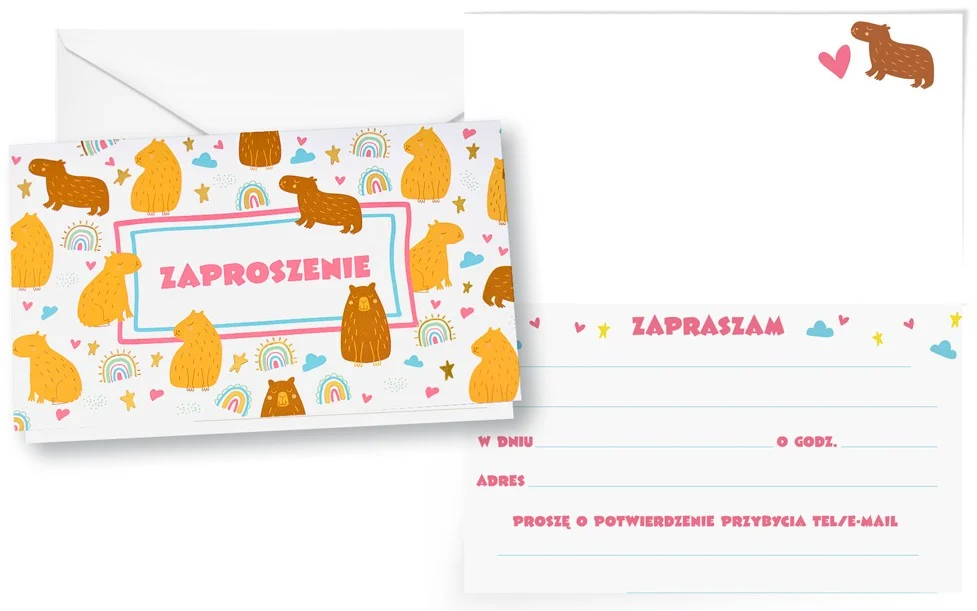 ZAPROSZENIE
ZAPRASZAM
W DNIU O GODZ.
ADRES
PROSZĘ O POTWIERDZENIE PRZYBYCIA TEL/E-MAIL